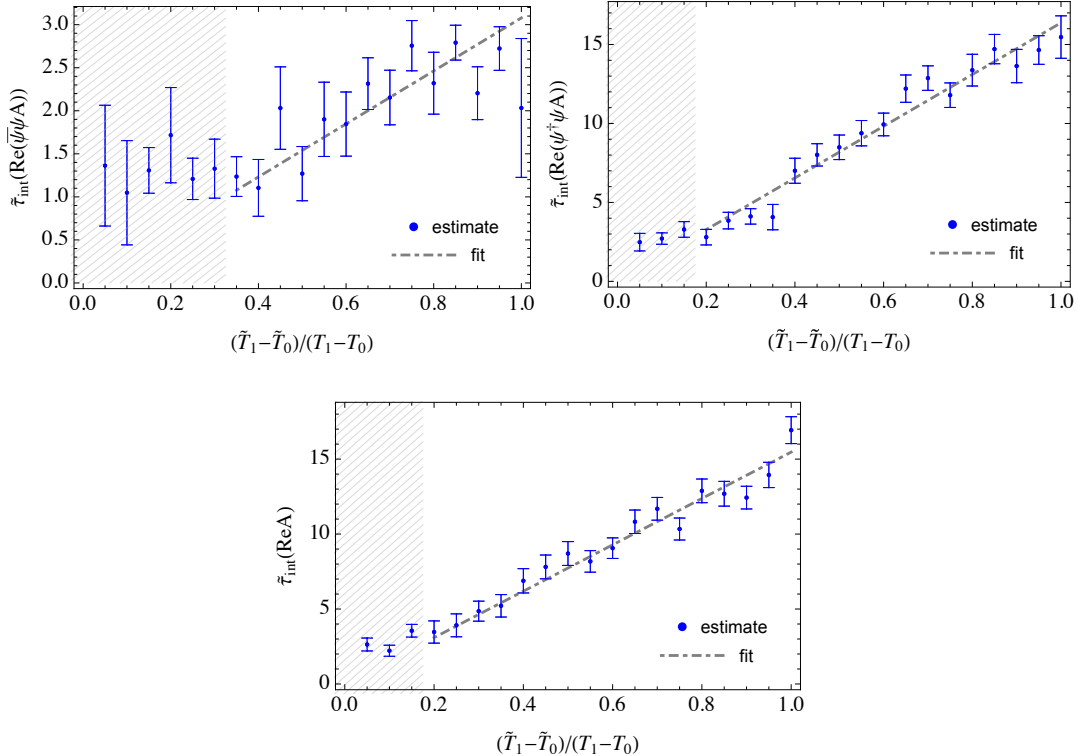 τ̃int(Re(ψ̄ψA))
3.0
2.5
2.0
1.5
1.0
0.5
0.0
estimate
fit
0.0 0.2 0.4 0.6 0.8 1.0
(T̃1−T̃0)/(T1−T0)
τ̃int(Re(ψ†ψA))
15
10
5
0
estimate
fit
0.0 0.2 0.4 0.6 0.8 1.0
(T̃1−T̃0)/(T1−T0)
τ̃int(ReA)
15
10
5
0
estimate
fit
0.0 0.2 0.4 0.6 0.8 1.0
(T̃1−T̃0)/(T1−T0)